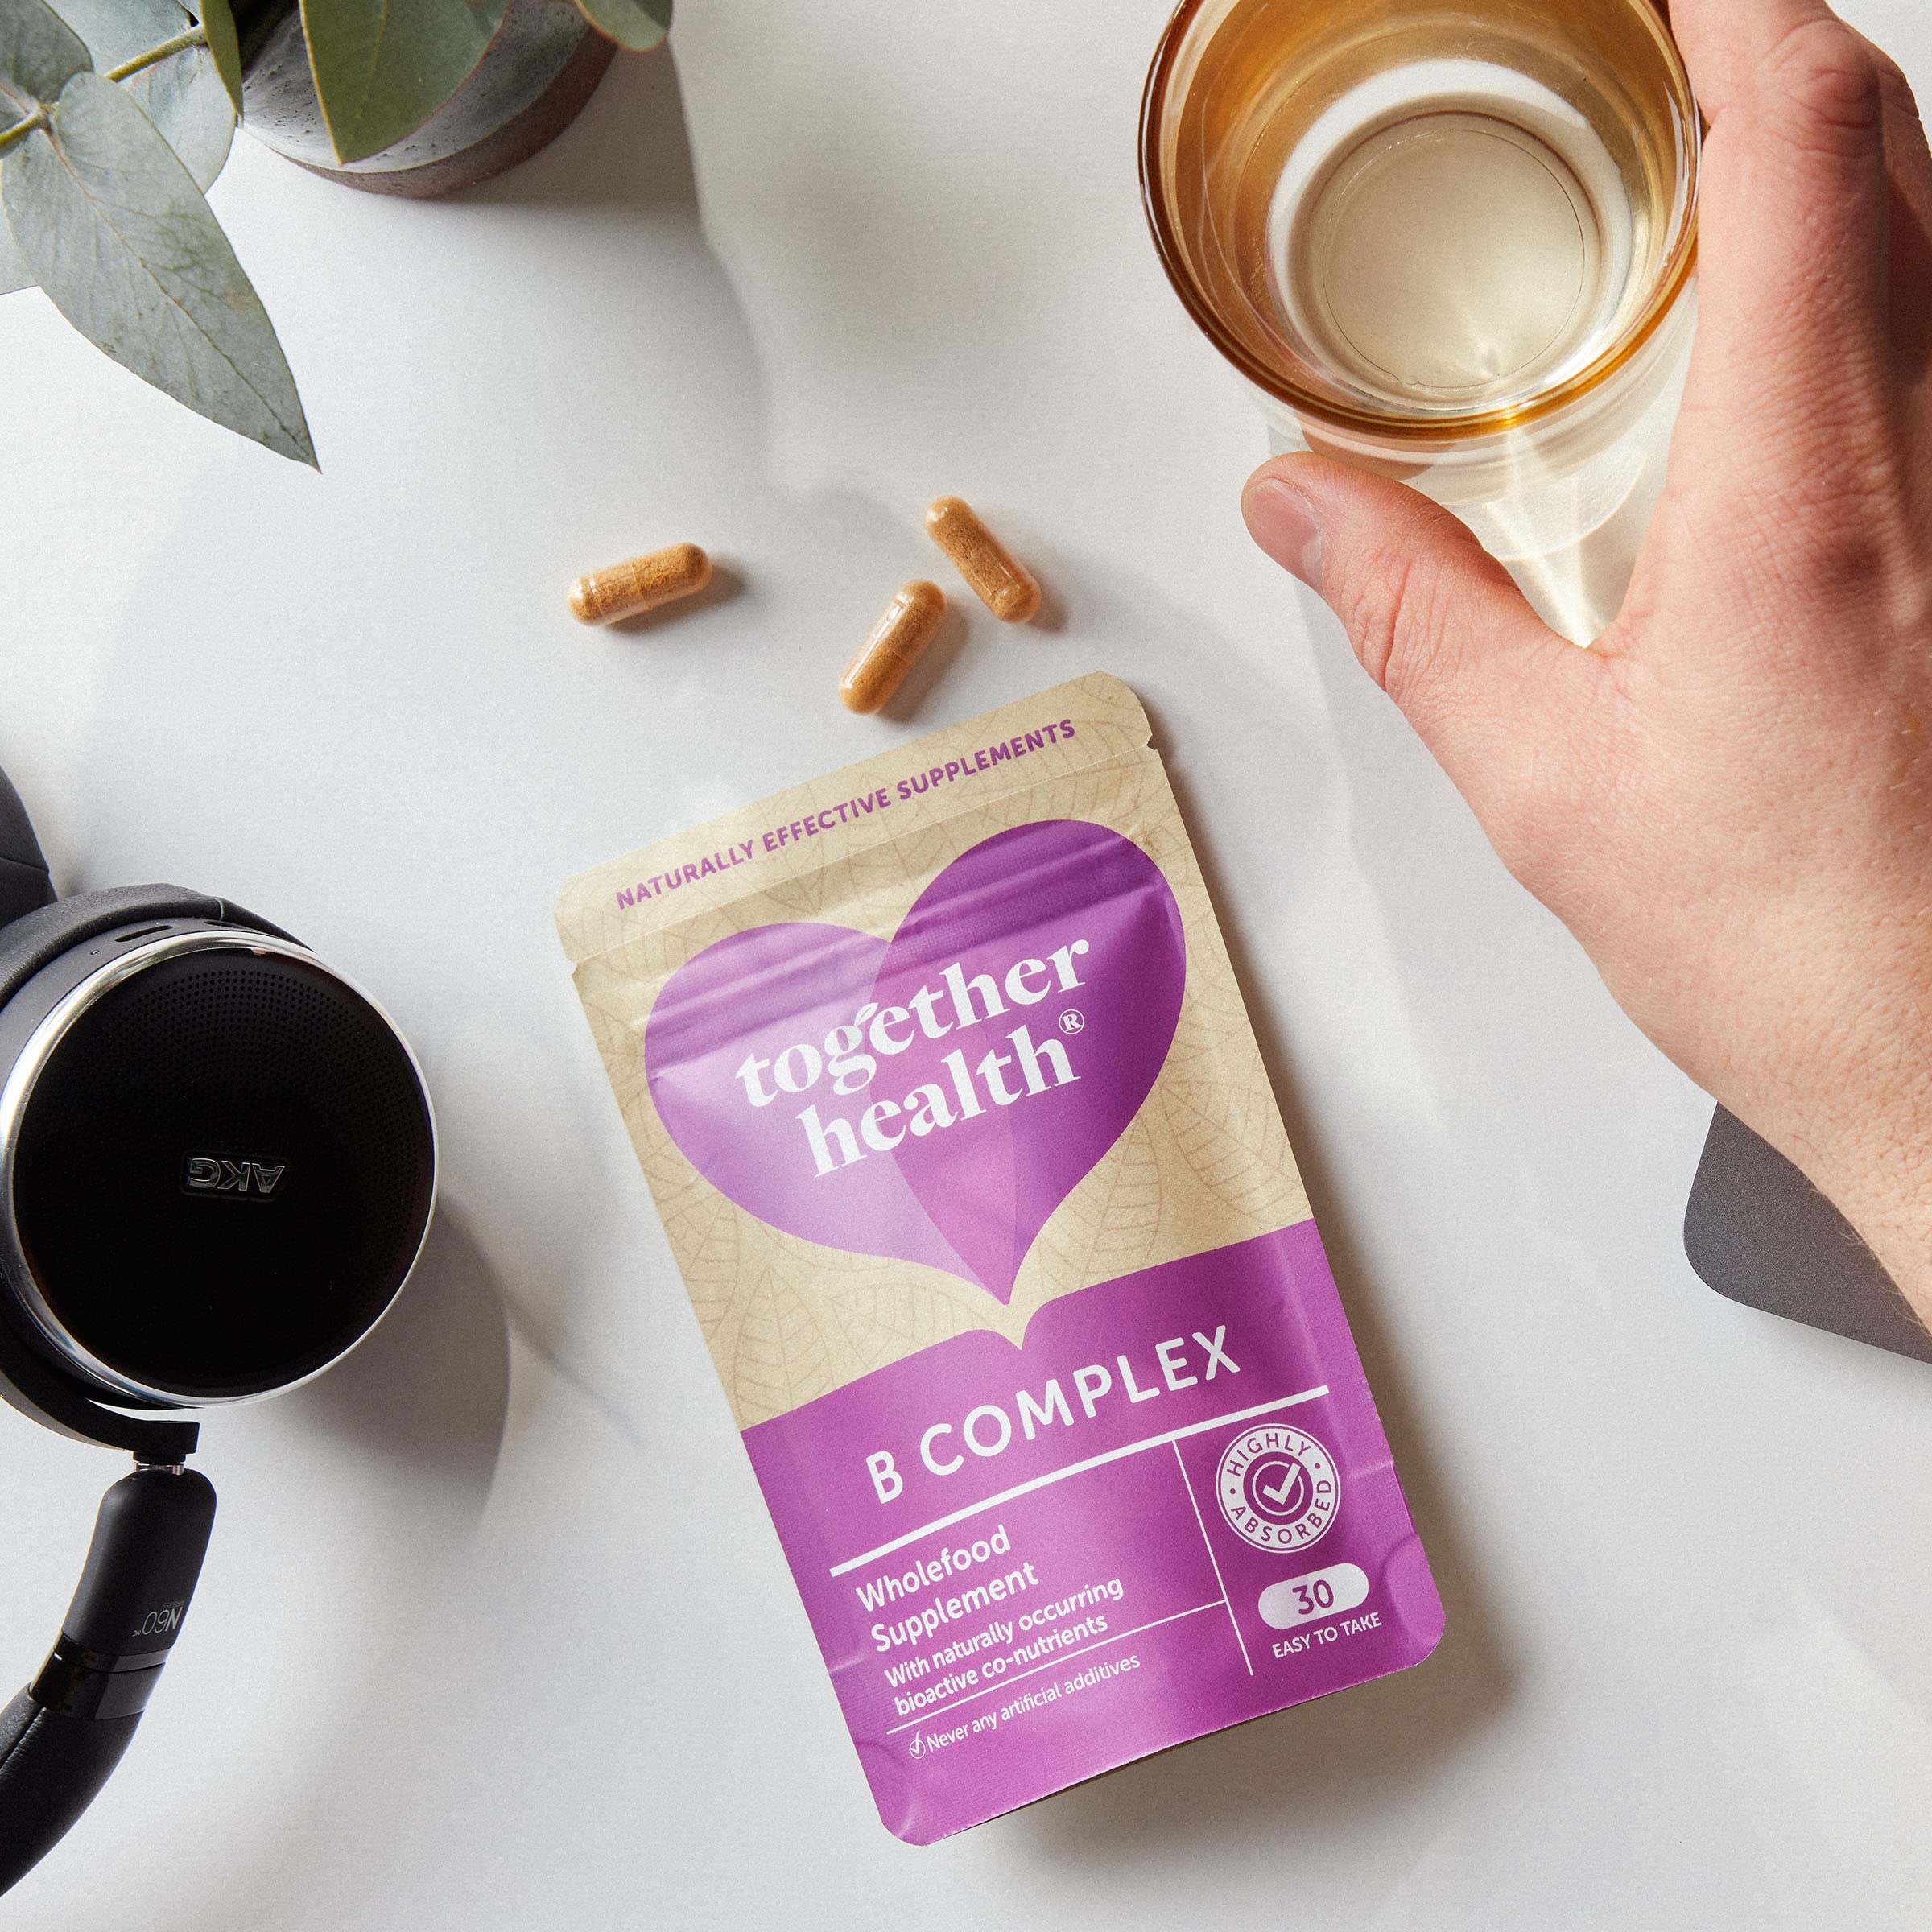 NATURALLY EFFECTIVE SUPPLEMENTS
together
health®
B COMPLEX
Wholefood
Supplement
With naturally occurring
bioactive co-nutrients
Never any artificial additives
HIGHLY
ABSORBED
30
EASY TO TAKE
AKG
N60